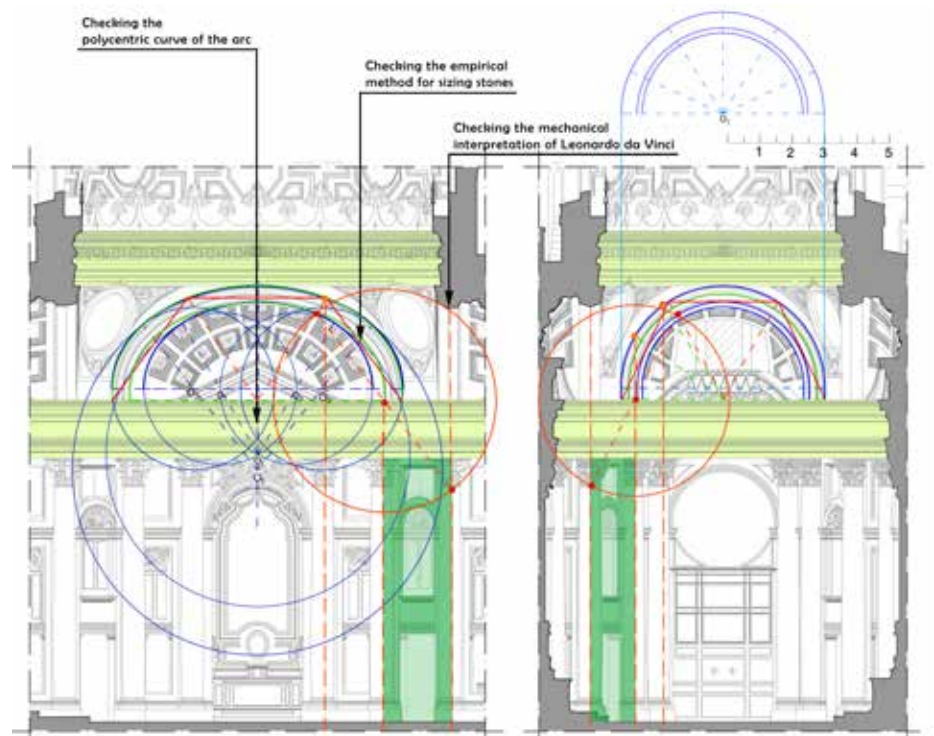 Checking the
polycentric curve of the arc
Checking the empirical
method for sizing stones
Checking the mechanical
interpretation of Leonardo da Vinci
1 2 3 4 5